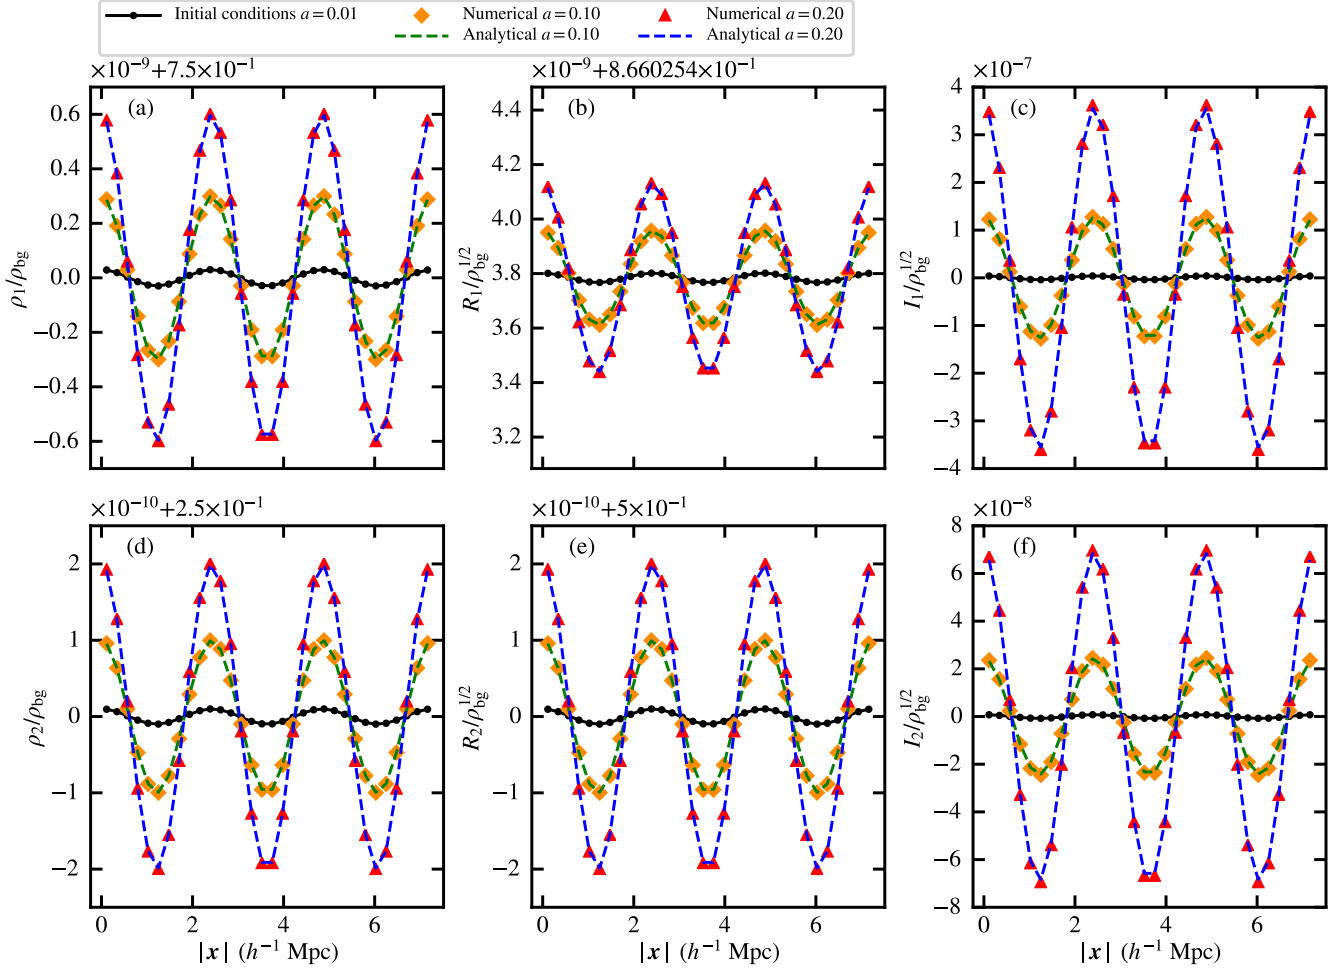 Initial conditions a = 0.01
Numerical a = 0.10
Numerical a = 0.20
Analytical a = 0.10
Analytical a = 0.20
×10⁻⁹+7.5×10⁻¹
×10⁻⁹+8.660254×10⁻¹
×10⁻⁷
(a)
0.6
0.4
0.2
0.0
−0.2
−0.4
−0.6
ρ₁/ρ_bg
(b)
4.4
4.2
4.0
3.8
3.6
3.4
3.2
R₁/ρ_bg^1/2
(c)
4
3
2
1
0
−1
−2
−3
−4
I₁/ρ_bg^1/2
×10⁻¹⁰+2.5×10⁻¹
×10⁻¹⁰+5×10⁻¹
×10⁻⁸
(d)
2
1
0
−1
−2
ρ₂/ρ_bg
0 2 4 6
|x| (h⁻¹ Mpc)
(e)
2
1
0
−1
−2
R₂/ρ_bg^1/2
0 2 4 6
|x| (h⁻¹ Mpc)
(f)
8
6
4
2
0
−2
−4
−6
−8
I₂/ρ_bg^1/2
0 2 4 6
|x| (h⁻¹ Mpc)